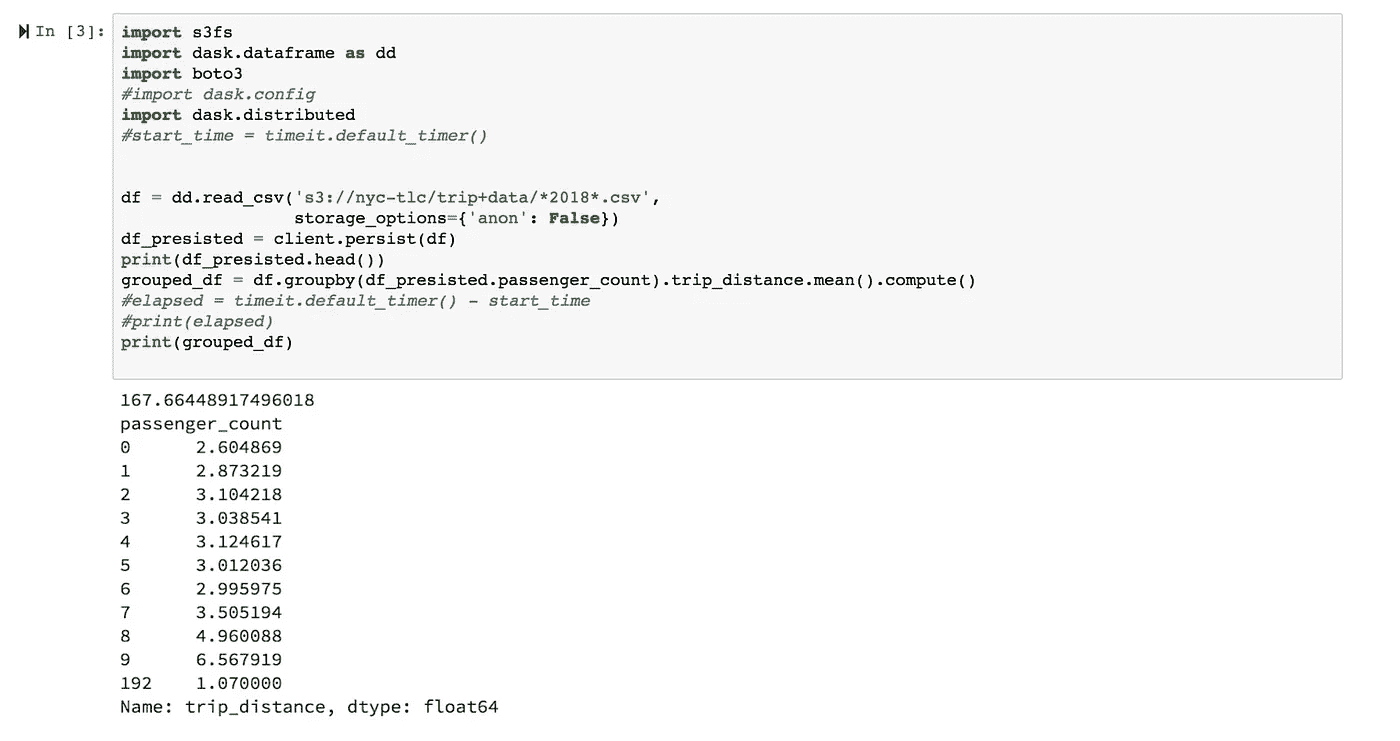 In [3]:
import s3fs
import dask.dataframe as dd
import boto3
#import dask.config
import dask.distributed
#start_time = timeit.default_timer()
df = dd.read_csv('s3://nyc-tlc/trip+data/*2018*.csv',
                 storage_options={'anon': False})
df_presisted = client.persist(df)
print(df_presisted.head())
grouped_df = df.groupby(df_presisted.passenger_count).trip_distance.mean().compute()
#elapsed = timeit.default_timer() - start_time
#print(elapsed)
print(grouped_df)
167.66448917496018
passenger_count
0      2.604869
1      2.873219
2      3.104218
3      3.038541
4      3.124617
5      3.012036
6      2.995975
7      3.505194
8      4.960088
9      6.567919
192    1.070000
Name: trip_distance, dtype: float64